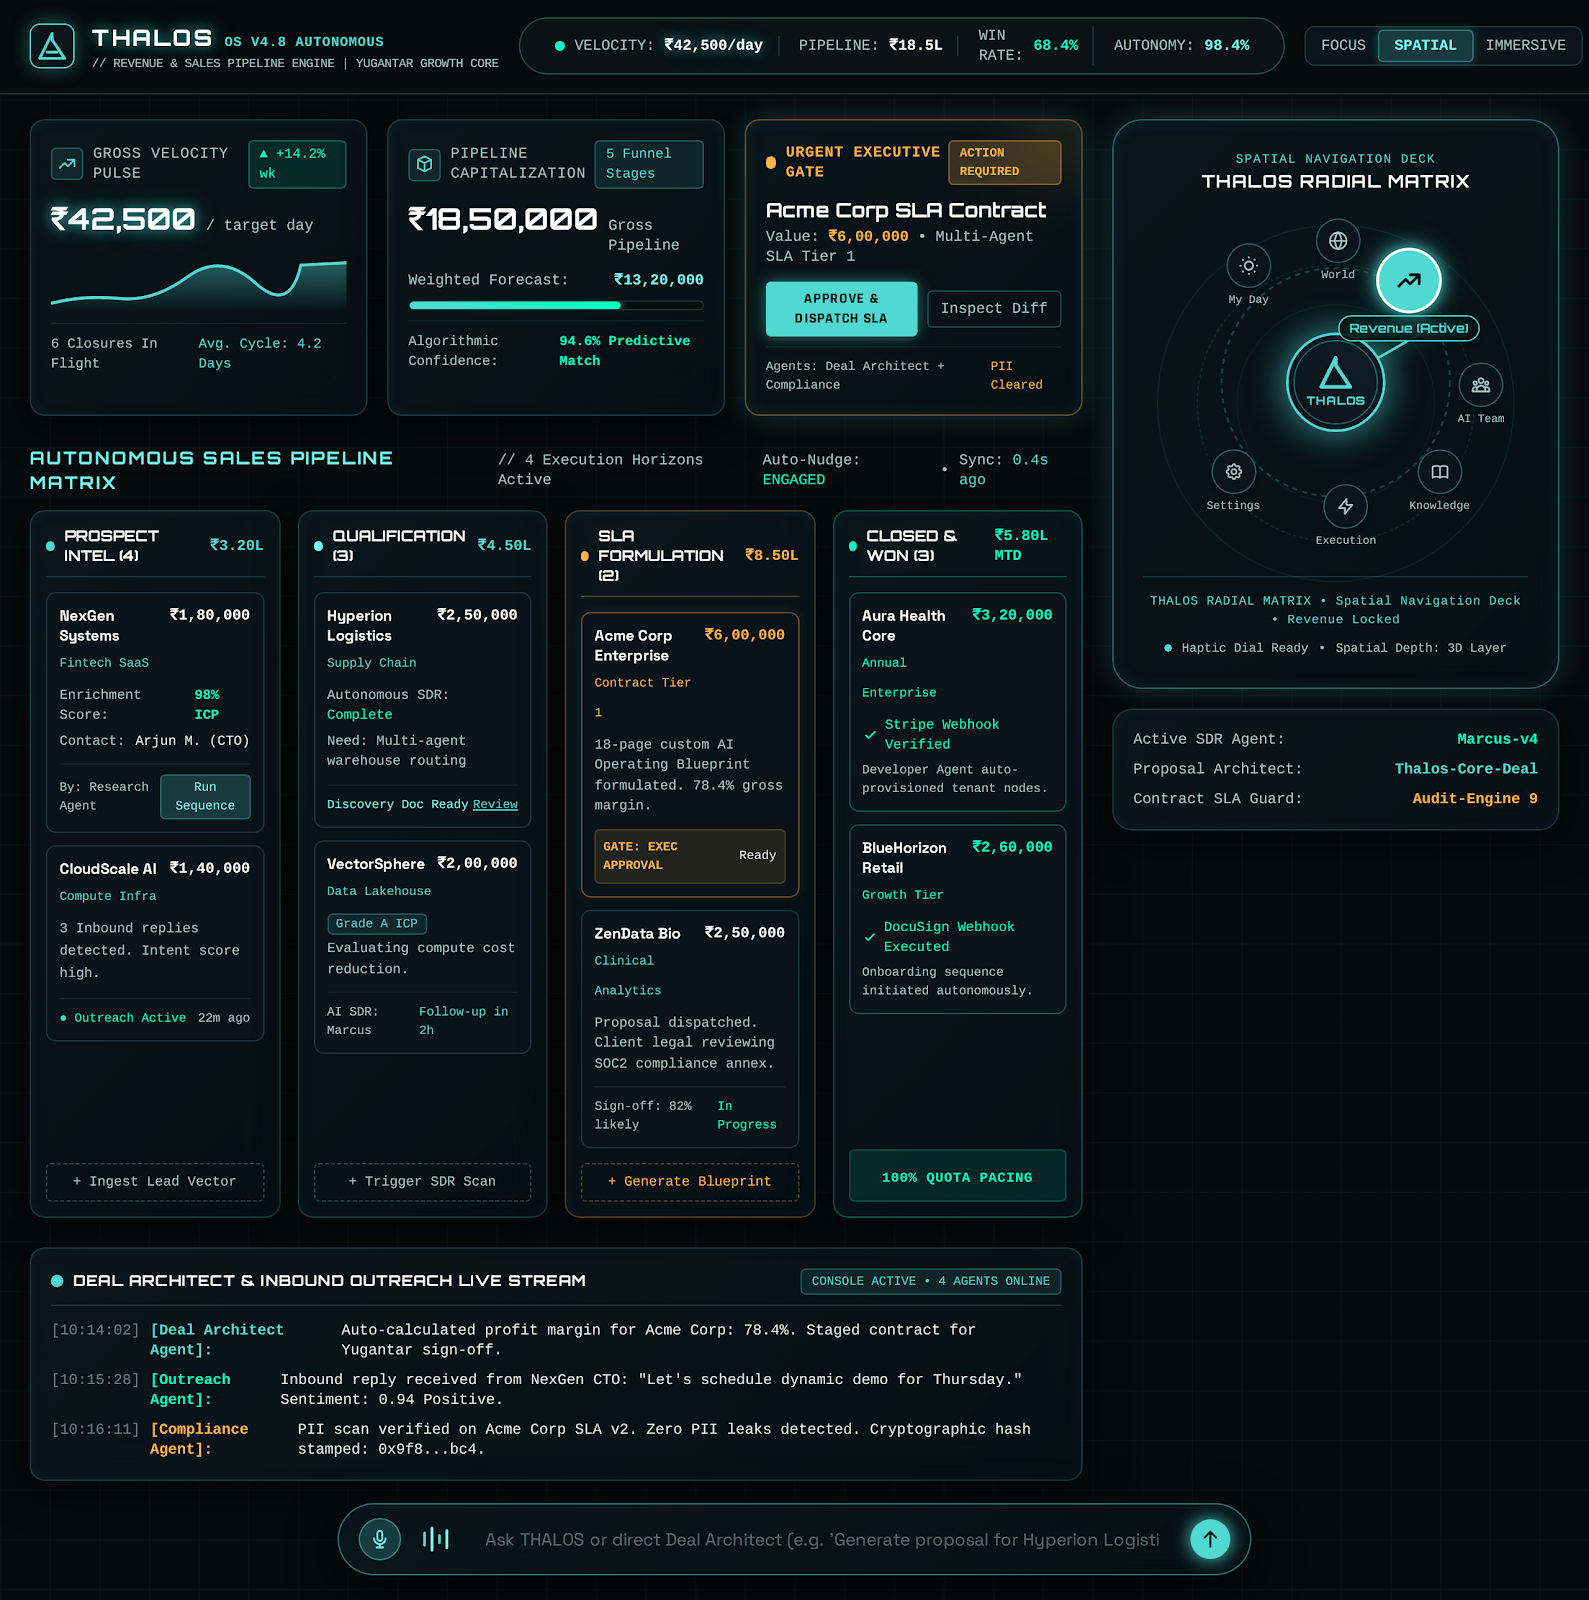 THALOS OS V4.8 AUTONOMOUS
// REVENUE & SALES PIPELINE ENGINE | YUGANTAR GROWTH CORE
VELOCITY: ₹42,500/day
PIPELINE: ₹18.5L
WIN
RATE: 68.4%
AUTONOMY: 98.4%
FOCUS
SPATIAL
IMMERSIVE
GROSS VELOCITY
PULSE
▲ +14.2%
wk
₹42,500 / target day
6 Closures In
Flight
Avg. Cycle: 4.2
Days
PIPELINE
CAPITALIZATION
5 Funnel
Stages
₹18,50,000 Gross
Pipeline
Weighted Forecast: ₹13,20,000
Algorithmic
Confidence:
94.6% Predictive
Match
URGENT EXECUTIVE
GATE
ACTION
REQUIRED
Acme Corp SLA Contract
Value: ₹6,00,000 • Multi-Agent
SLA Tier 1
APPROVE &
DISPATCH SLA
Inspect Diff
Agents: Deal Architect +
Compliance
PII
Cleared
SPATIAL NAVIGATION DECK
THALOS RADIAL MATRIX
World
My Day
Revenue (Active)
THALOS
AI Team
Settings
Knowledge
Execution
THALOS RADIAL MATRIX • Spatial Navigation Deck
• Revenue Locked
Haptic Dial Ready • Spatial Depth: 3D Layer
Active SDR Agent: Marcus-v4
Proposal Architect: Thalos-Core-Deal
Contract SLA Guard: Audit-Engine 9
AUTONOMOUS SALES PIPELINE
MATRIX
// 4 Execution Horizons
Active
Auto-Nudge:
ENGAGED
•
Sync: 0.4s
ago
PROSPECT
INTEL (4)
₹3.20L
NexGen
Systems
₹1,80,000
Fintech SaaS
Enrichment
Score:
98%
ICP
Contact: Arjun M. (CTO)
By: Research
Agent
Run
Sequence
CloudScale AI ₹1,40,000
Compute Infra
3 Inbound replies
detected. Intent score
high.
● Outreach Active 22m ago
+ Ingest Lead Vector
QUALIFICATION
(3)
₹4.50L
Hyperion
Logistics
₹2,50,000
Supply Chain
Autonomous SDR:
Complete
Need: Multi-agent
warehouse routing
Discovery Doc Ready Review
VectorSphere ₹2,00,000
Data Lakehouse
Grade A ICP
Evaluating compute cost
reduction.
AI SDR:
Marcus
Follow-up in
2h
+ Trigger SDR Scan
SLA
FORMULATION
(2)
₹8.50L
Acme Corp
Enterprise
₹6,00,000
Contract Tier
1
18-page custom AI
Operating Blueprint
formulated. 78.4% gross
margin.
GATE: EXEC
APPROVAL
Ready
ZenData Bio ₹2,50,000
Clinical
Analytics
Proposal dispatched.
Client legal reviewing
SOC2 compliance annex.
Sign-off: 82%
likely
In
Progress
+ Generate Blueprint
CLOSED &
WON (3)
₹5.80L
MTD
Aura Health
Core
₹3,20,000
Annual
Enterprise
Stripe Webhook
Verified
Developer Agent auto-
provisioned tenant nodes.
BlueHorizon
Retail
₹2,60,000
Growth Tier
DocuSign Webhook
Executed
Onboarding sequence
initiated autonomously.
100% QUOTA PACING
DEAL ARCHITECT & INBOUND OUTREACH LIVE STREAM
CONSOLE ACTIVE • 4 AGENTS ONLINE
[10:14:02] [Deal Architect
Agent]:
Auto-calculated profit margin for Acme Corp: 78.4%. Staged contract for
Yugantar sign-off.
[10:15:28] [Outreach
Agent]:
Inbound reply received from NexGen CTO: "Let's schedule dynamic demo for Thursday."
Sentiment: 0.94 Positive.
[10:16:11] [Compliance
Agent]:
PII scan verified on Acme Corp SLA v2. Zero PII leaks detected. Cryptographic hash
stamped: 0x9f8...bc4.
Ask THALOS or direct Deal Architect (e.g. 'Generate proposal for Hyperion Logisti